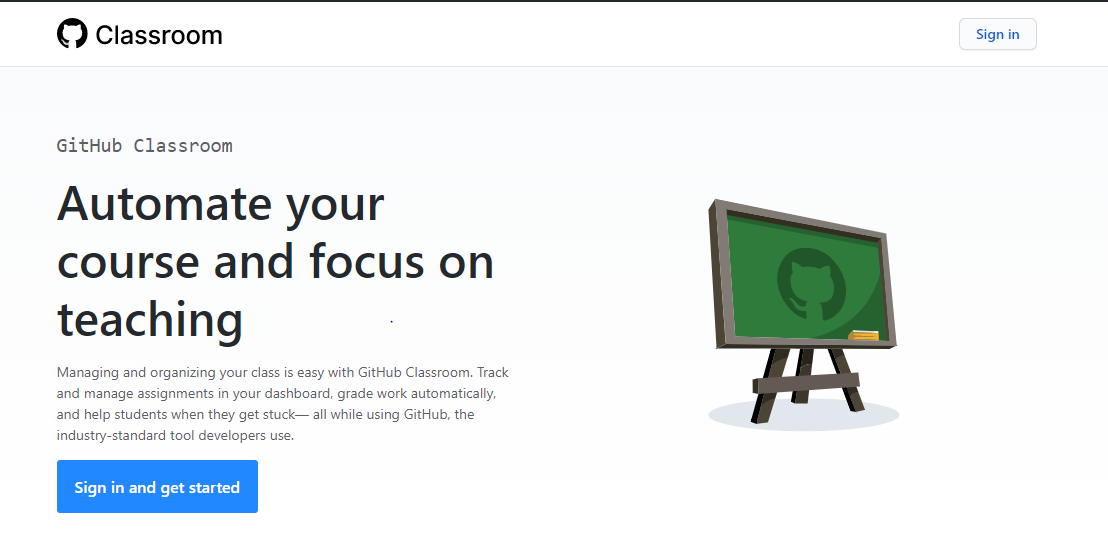 Classroom
Sign in
GitHub Classroom
Automate your
course and focus on
teaching
Managing and organizing your class is easy with GitHub Classroom. Track
and manage assignments in your dashboard, grade work automatically,
and help students when they get stuck— all while using GitHub, the
industry-standard tool developers use.
Sign in and get started